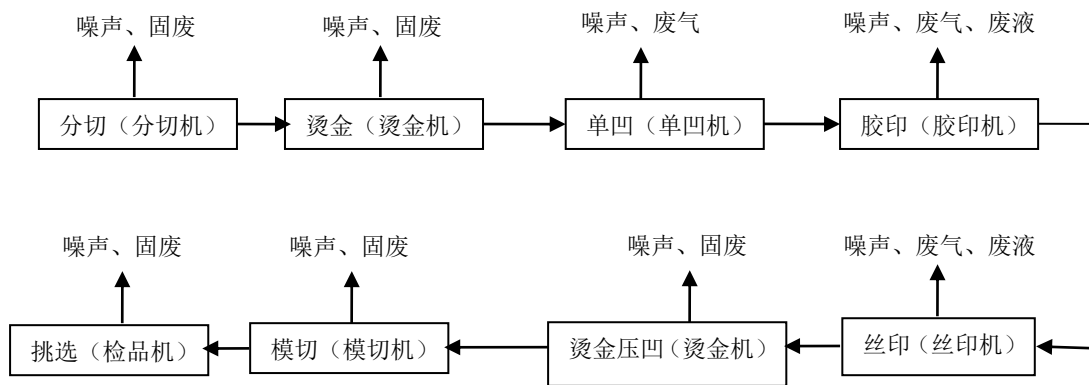 噪声、固废
噪声、固废
噪声、废气
噪声、废气、废液
分切（分切机）
烫金（烫金机）
单凹（单凹机）
胶印（胶印机）
噪声、固废
噪声、固废
噪声、固废
噪声、废气、废液
挑选（检品机）
模切（模切机）
烫金压凹（烫金机）
丝印（丝印机）